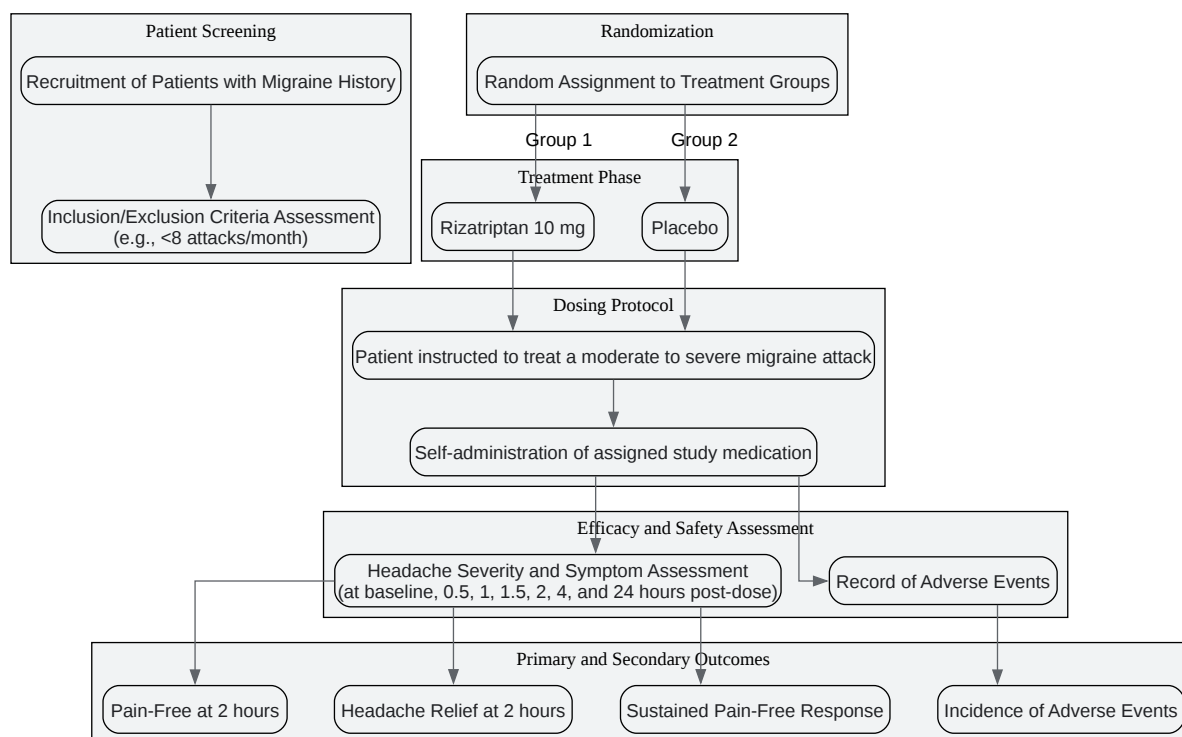 Patient Screening
Recruitment of Patients with Migraine History
Inclusion/Exclusion Criteria Assessment
(e.g., <8 attacks/month)
Randomization
Random Assignment to Treatment Groups
Group 1
Group 2
Treatment Phase
Rizatriptan 10 mg
Placebo
Dosing Protocol
Patient instructed to treat a moderate to severe migraine attack
Self-administration of assigned study medication
Efficacy and Safety Assessment
Headache Severity and Symptom Assessment
(at baseline, 0.5, 1, 1.5, 2, 4, and 24 hours post-dose)
Record of Adverse Events
Primary and Secondary Outcomes
Pain-Free at 2 hours
Headache Relief at 2 hours
Sustained Pain-Free Response
Incidence of Adverse Events